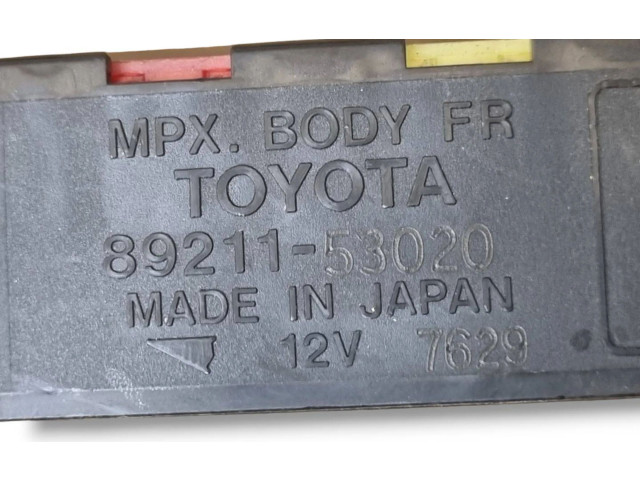 MPX. BODY FR
TOYOTA
89211-53020
MADE IN JAPAN
12V 7629